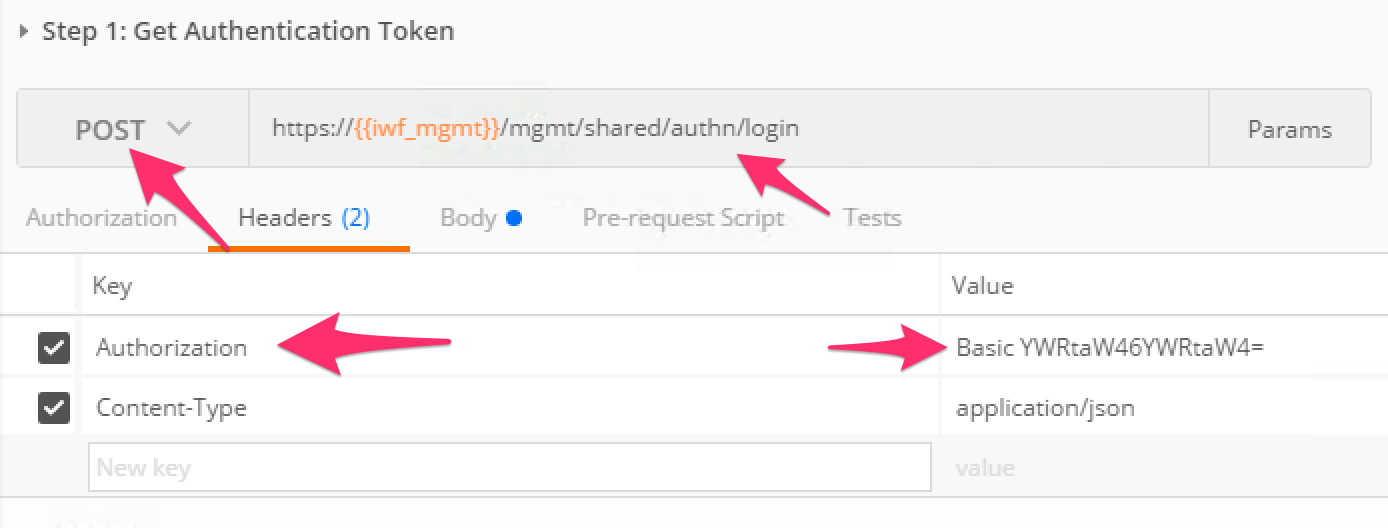 Step 1: Get Authentication Token
POST https://{{iwf_mgmt}}/mgmt/shared/authn/login Params
Authorization Headers (2) Body Pre-request Script Tests
Key Value
Authorization Basic YWRtaW46YWRtaW4=
Content-Type application/json
New key value